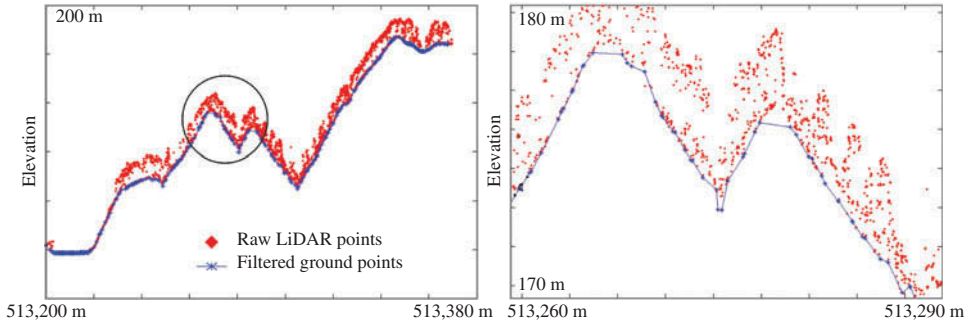 200 m
Elevation
Raw LiDAR points
Filtered ground points
513,200 m
513,380 m
180 m
Elevation
170 m
513,260 m
513,290 m